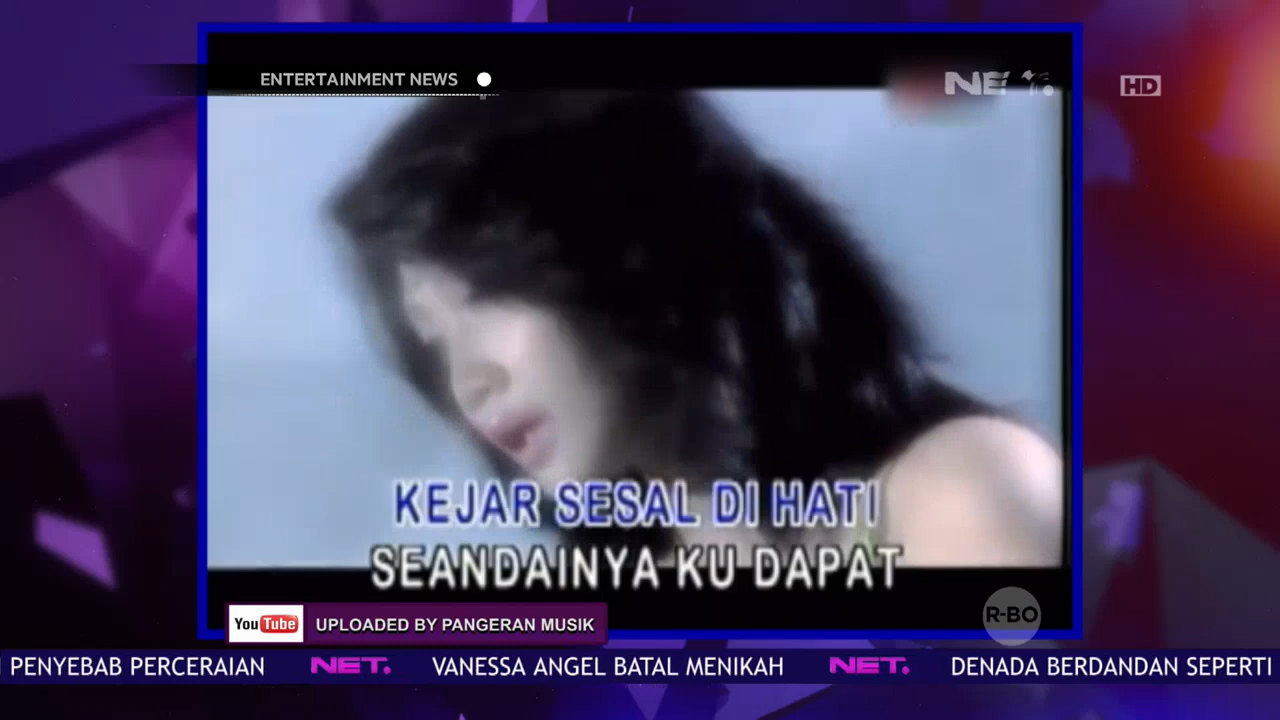 ENTERTAINMENT NEWS
HD
KEJAR SESAL DI HATI
SEANDAINYA KU DAPAT
R-BO
YouTube UPLOADED BY PANGERAN MUSIK
PENYEBAB PERCERAIAN NET. VANESSA ANGEL BATAL MENIKAH NET. DENADA BERDANDAN SEPERTI